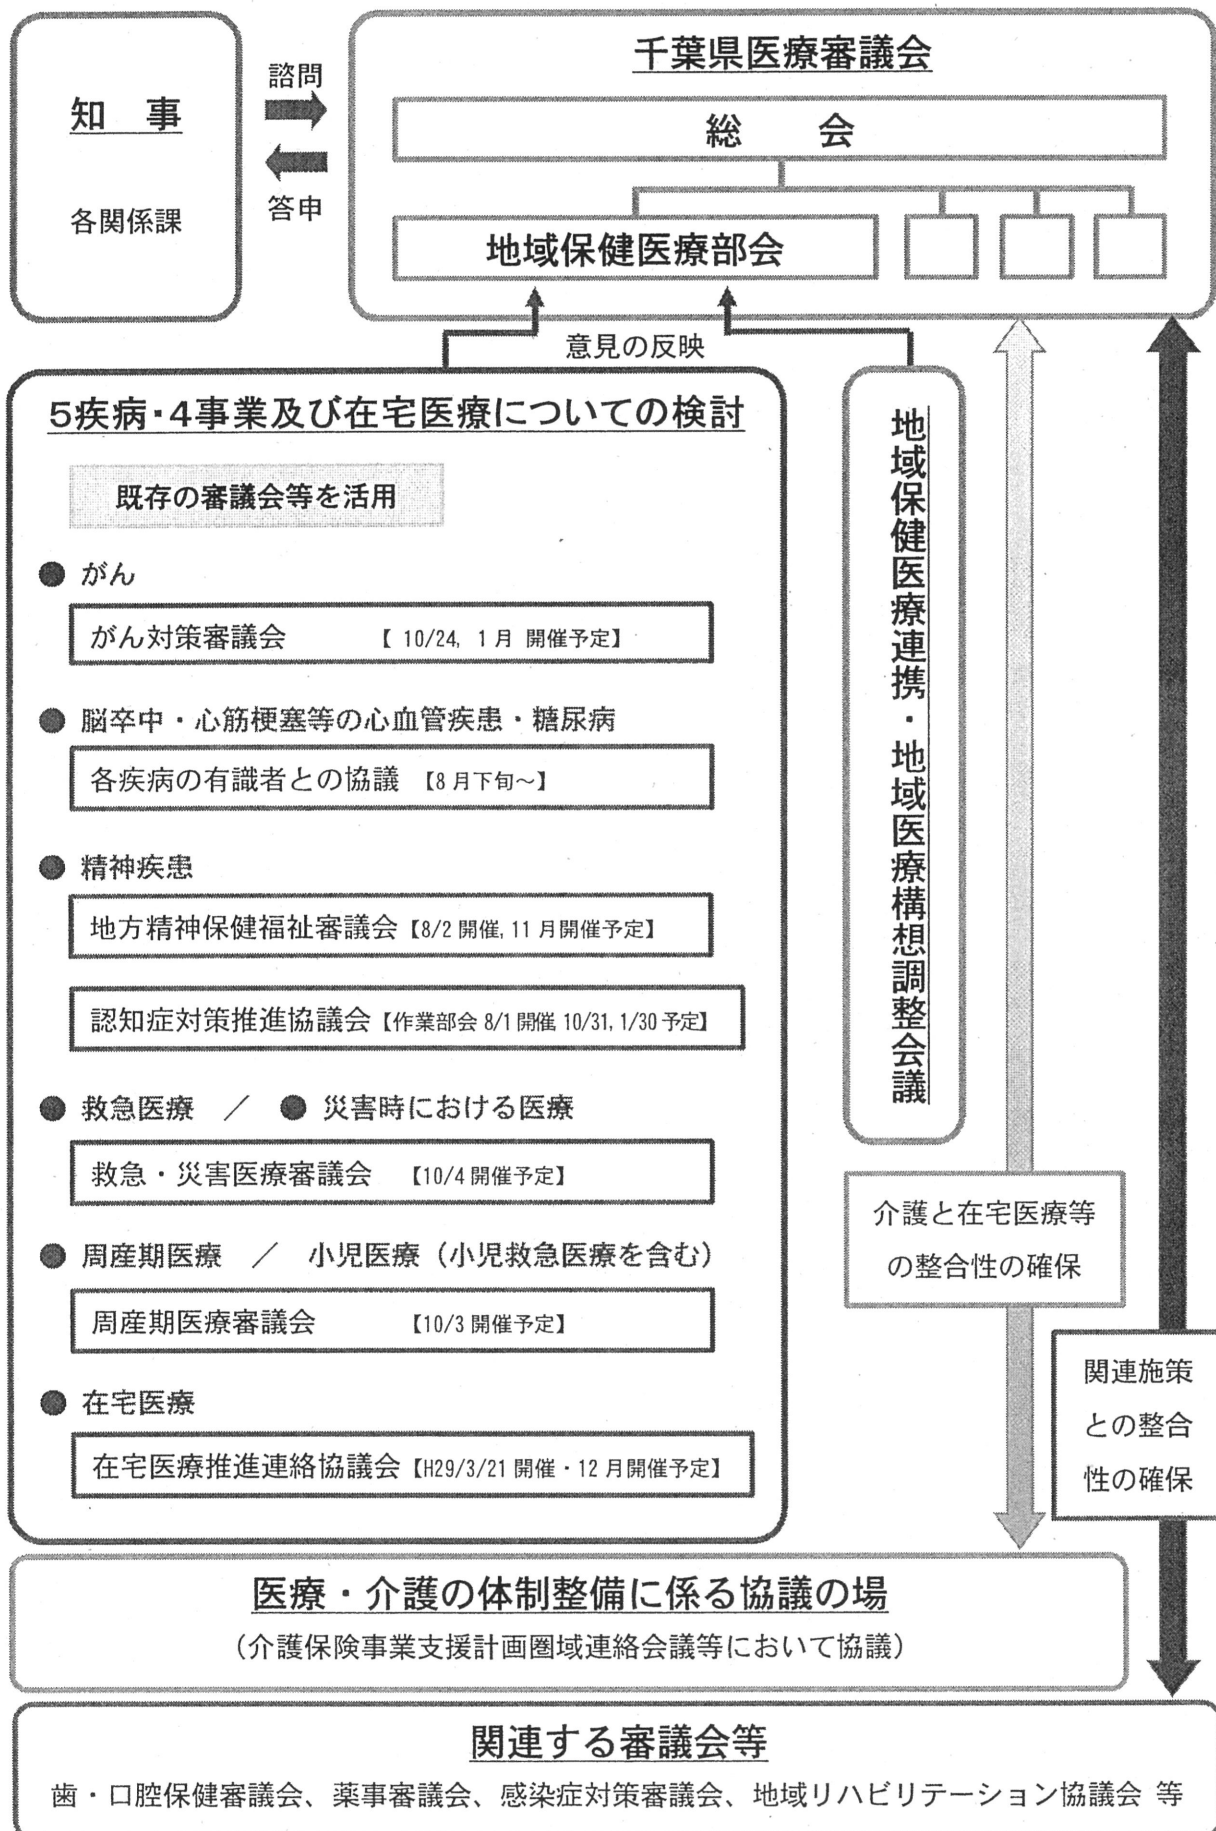 知　事
各関係課
諮問
答申
千葉県医療審議会
総　　会
地域保健医療部会
意見の反映
5疾病・4事業及び在宅医療についての検討
既存の審議会等を活用
● がん
がん対策審議会　【 10/24, 1月 開催予定】
● 脳卒中・心筋梗塞等の心血管疾患・糖尿病
各疾病の有識者との協議 【8月下旬～】
● 精神疾患
地方精神保健福祉審議会【8/2 開催, 11月開催予定】
認知症対策推進協議会【作業部会 8/1 開催 10/31, 1/30 予定】
● 救急医療　／　● 災害時における医療
救急・災害医療審議会　【10/4 開催予定】
● 周産期医療　／　小児医療（小児救急医療を含む）
周産期医療審議会　【10/3 開催予定】
● 在宅医療
在宅医療推進連絡協議会【H29/3/21 開催・12月開催予定】
地域保健医療連携・地域医療構想調整会議
介護と在宅医療等
の整合性の確保
関連施策
との整合
性の確保
医療・介護の体制整備に係る協議の場
（介護保険事業支援計画圏域連絡会議等において協議）
関連する審議会等
歯・口腔保健審議会、薬事審議会、感染症対策審議会、地域リハビリテーション協議会 等